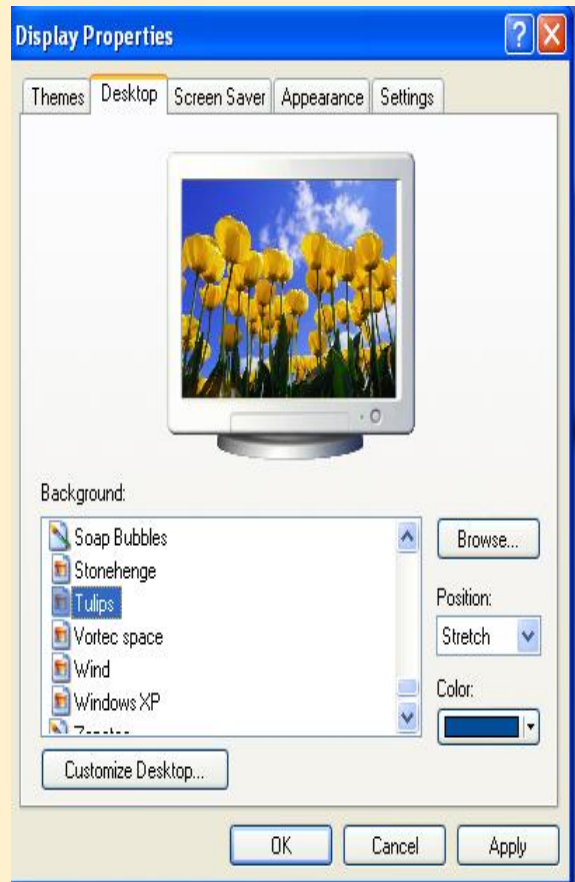 Display Properties
Themes Desktop Screen Saver Appearance Settings
Background:
Soap Bubbles
Stonehenge
Tulips
Vortec space
Wind
Windows XP
Browse...
Position:
Stretch
Color:
Customize Desktop...
OK Cancel Apply